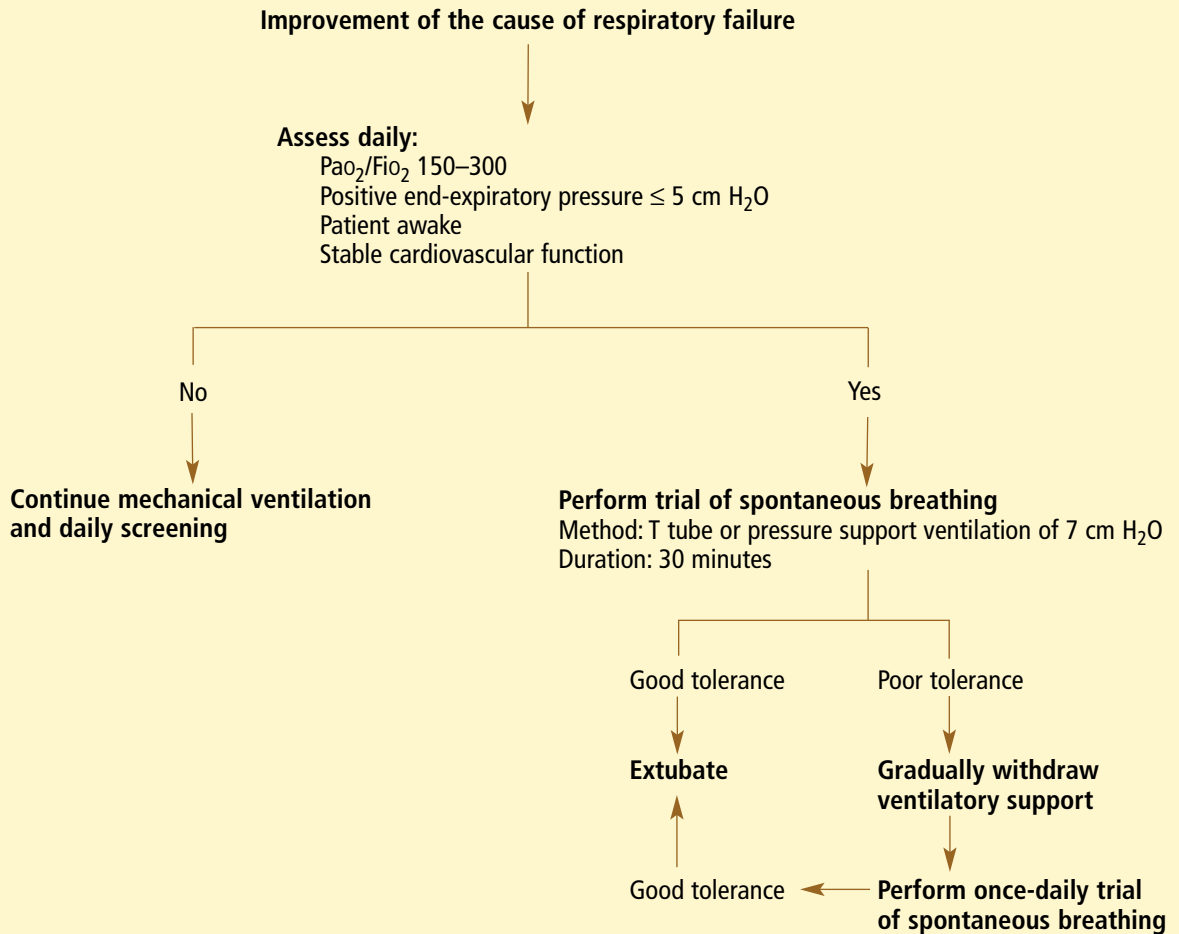 Improvement of the cause of respiratory failure
Assess daily:
Pao₂/Fio₂ 150–300
Positive end-expiratory pressure ≤ 5 cm H₂O
Patient awake
Stable cardiovascular function
No
Yes
Continue mechanical ventilation
and daily screening
Perform trial of spontaneous breathing
Method: T tube or pressure support ventilation of 7 cm H₂O
Duration: 30 minutes
Good tolerance
Poor tolerance
Extubate
Gradually withdraw
ventilatory support
Good tolerance
Perform once-daily trial
of spontaneous breathing